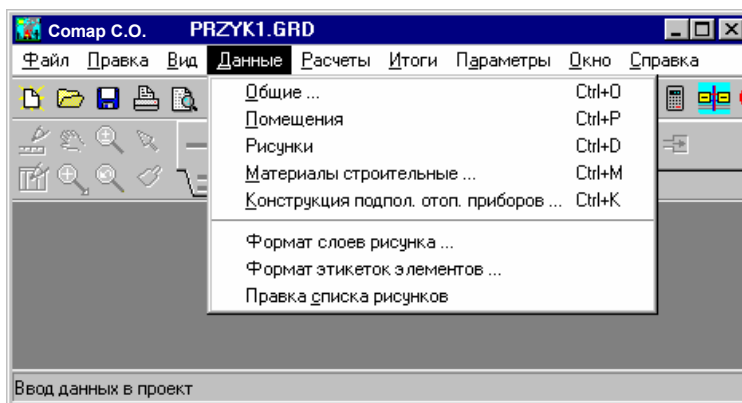 Comap C.O. PRZYK1.GRD
Файл Правка Вид Данные Расчеты Итоги Параметры Окно Справка
Общие ... Ctrl+O
Помещения Ctrl+P
Рисунки Ctrl+D
Материалы строительные ... Ctrl+M
Конструкция подпол. отоп. приборов ... Ctrl+K
Формат слоев рисунка ...
Формат этикеток элементов ...
Правка списка рисунков
Ввод данных в проект